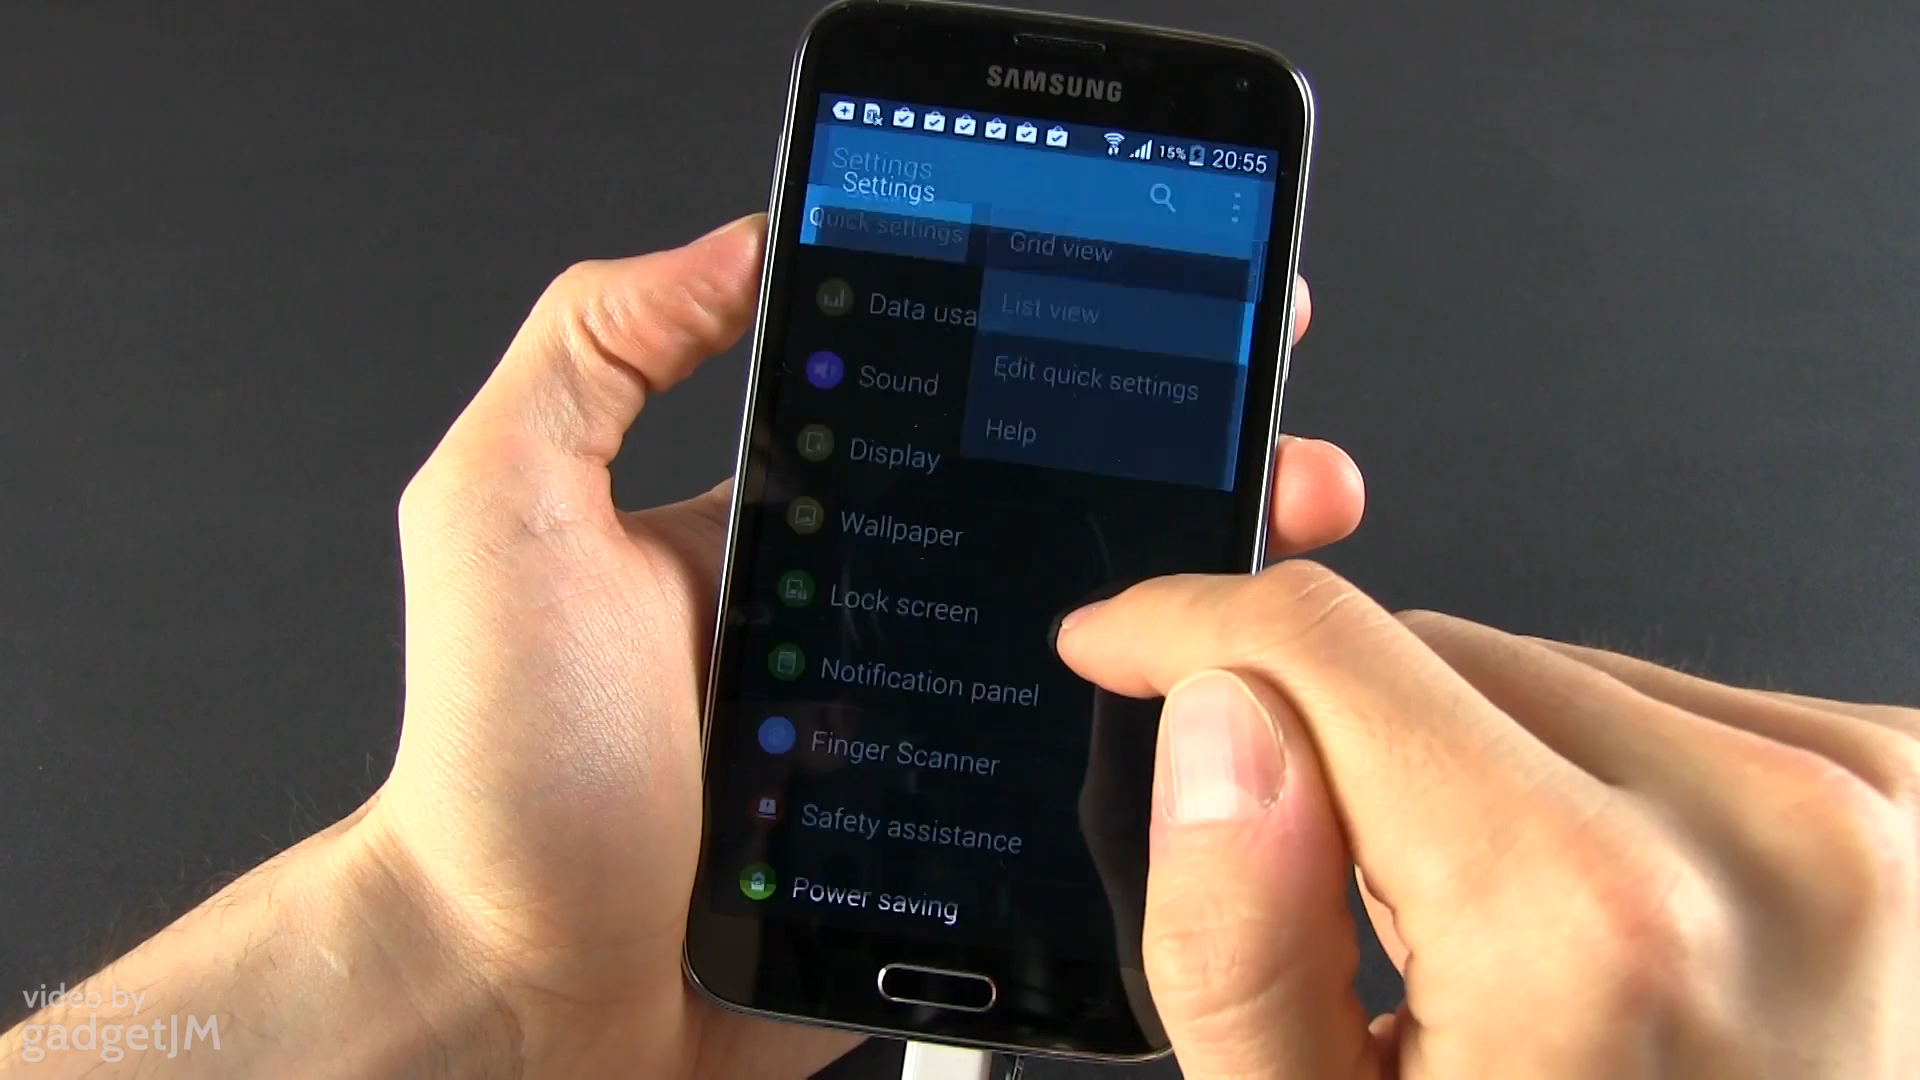 SAMSUNG
15% 20:55
Settings
Settings
Quick settings
Grid view
List view
Edit quick settings
Help
Data usa
Sound
Display
Wallpaper
Lock screen
Notification panel
Finger Scanner
Safety assistance
Power saving
video by
gadgetJM